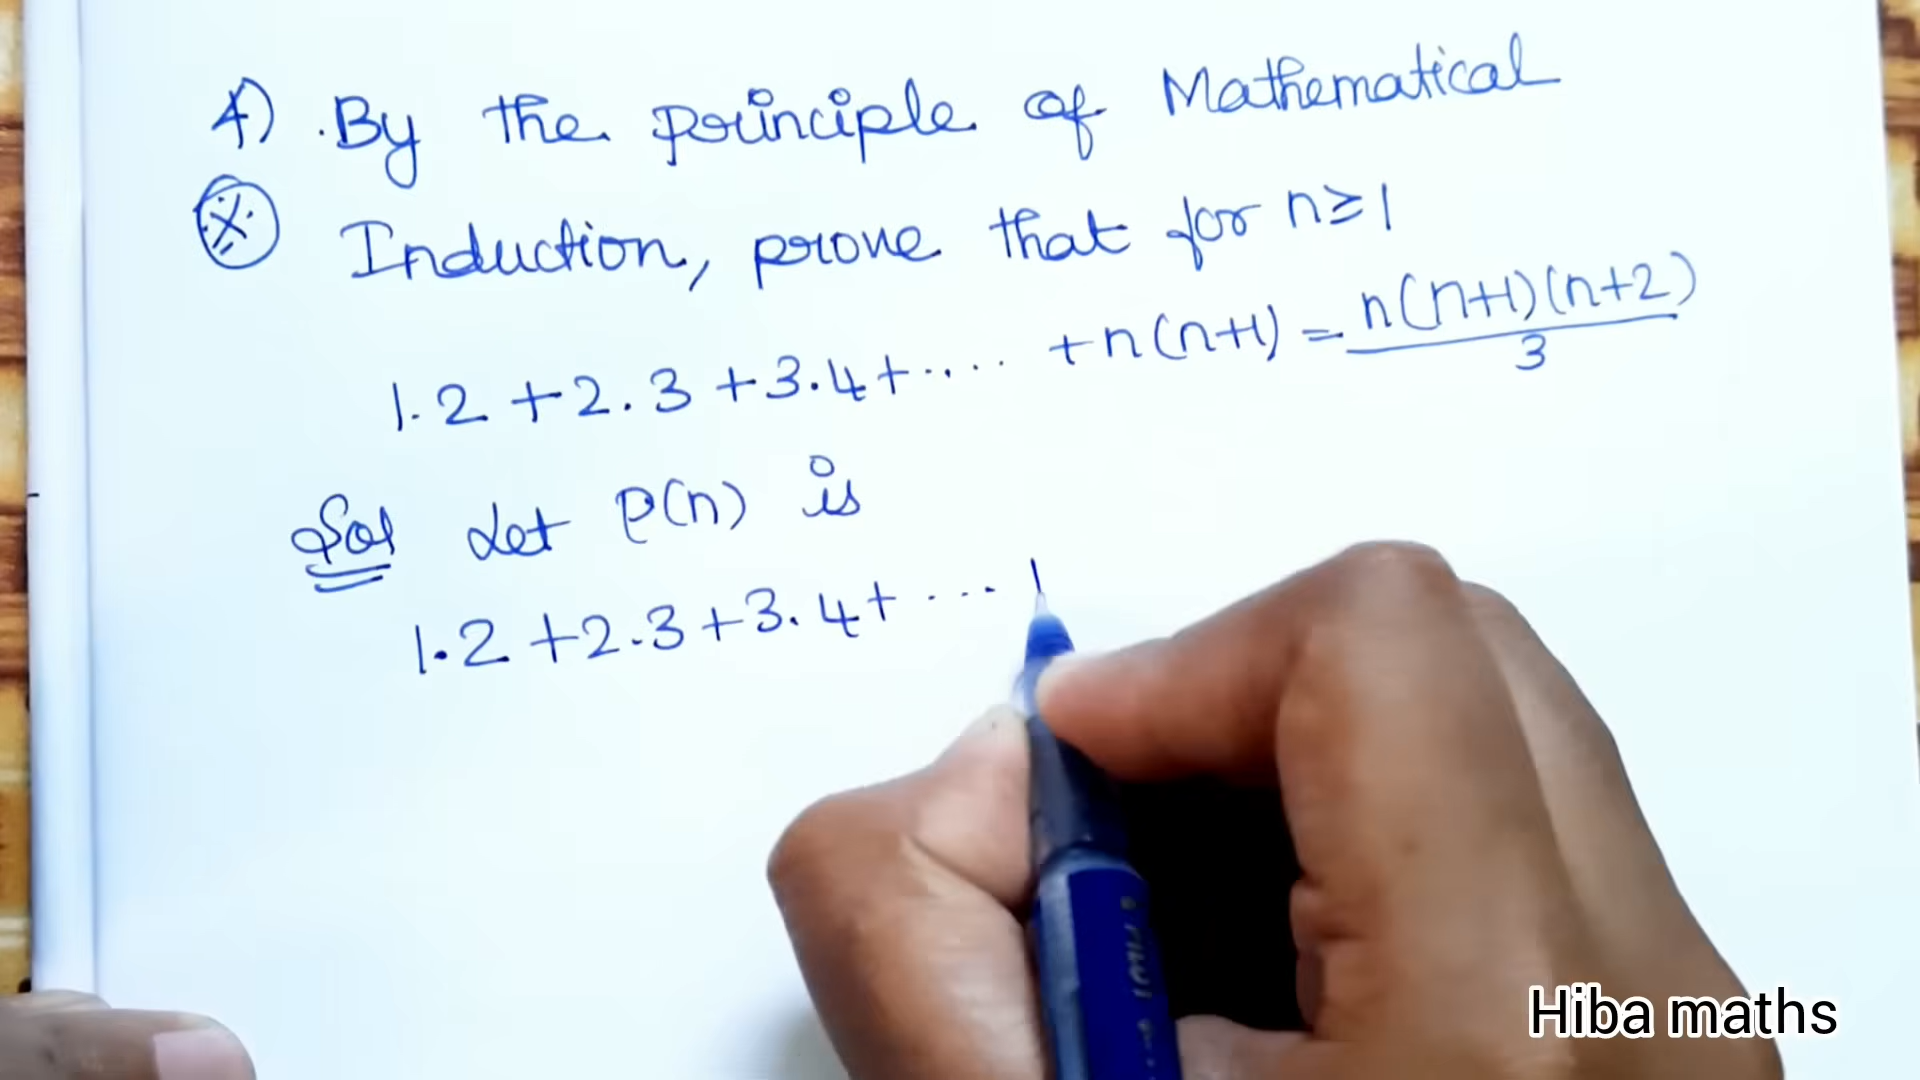 4) .By the principle of Mathematical
Induction, prove that for n≥1
1.2 +2.3 +3.4+..... +n(n+1) = n(n+1)(n+2)/3
Sol Let P(n) is
1.2 +2.3+3.4+ ....
Hiba maths